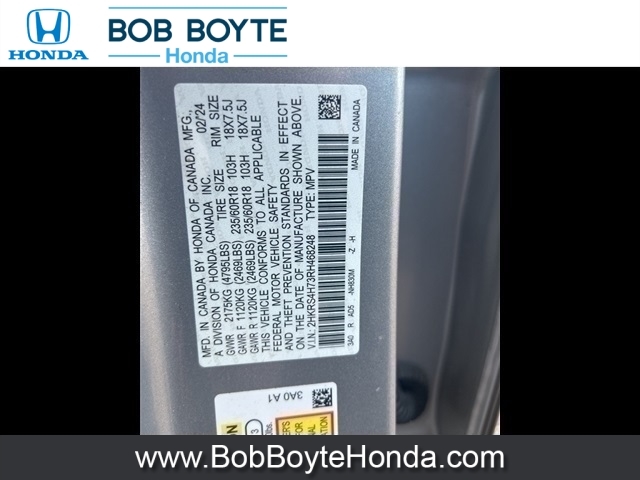 HONDA
BOB BOYTE
Honda
MADE IN CANADA BY HONDA OF CANADA MFG.,
A DIVISION OF HONDA CANADA INC. 02/24
TIRE SIZE RIM SIZE
GVWR 2175KG (4795LBS)
GAWR F 1120KG (2469LBS) 235/60R18 103H 18X7.5J
GAWR R 1120KG (2469LBS) 235/60R18 103H 18X7.5J
THIS VEHICLE CONFORMS TO ALL APPLICABLE
FEDERAL MOTOR VEHICLE SAFETY
AND THEFT PREVENTION STANDARDS IN EFFECT
ON THE DATE OF MANUFACTURE SHOWN ABOVE.
V.I.N.: 2HKRS4H73RH468248 TYPE: MPV
MADE IN CANADA
3A0 R AD5 -NH830M -Z -H
3A0 A1
www.BobBoyteHonda.com